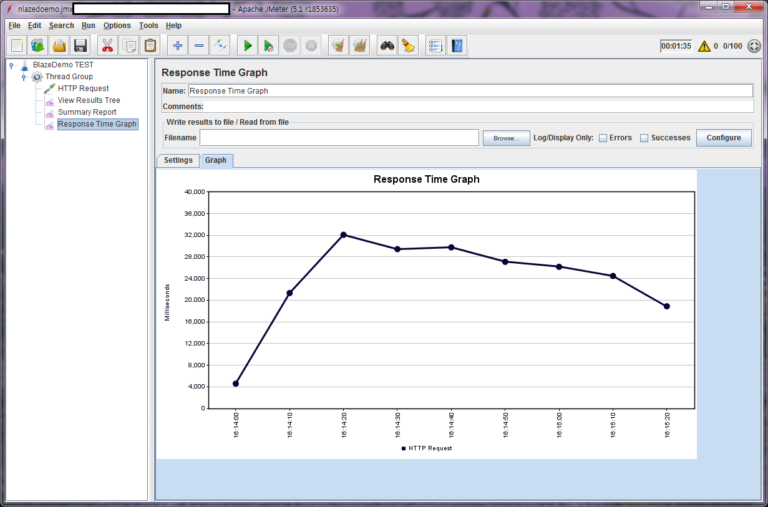 nlazedoemo.jmx - Apache JMeter (5.1 r1853635)
File Edit Search Run Options Tools Help
00:01:35 0 0/100
BlazeDemo TEST
Thread Group
HTTP Request
View Results Tree
Summary Report
Response Time Graph
Response Time Graph
Name: Response Time Graph
Comments:
Write results to file / Read from file
Filename Browse... Log/Display Only: Errors Successes Configure
Settings Graph
Response Time Graph
40,000
36,000
32,000
28,000
24,000
20,000
16,000
12,000
8,000
4,000
0
Milliseconds
16:14:00 16:14:10 16:14:20 16:14:30 16:14:40 16:14:50 16:15:00 16:15:10 16:15:20
HTTP Request